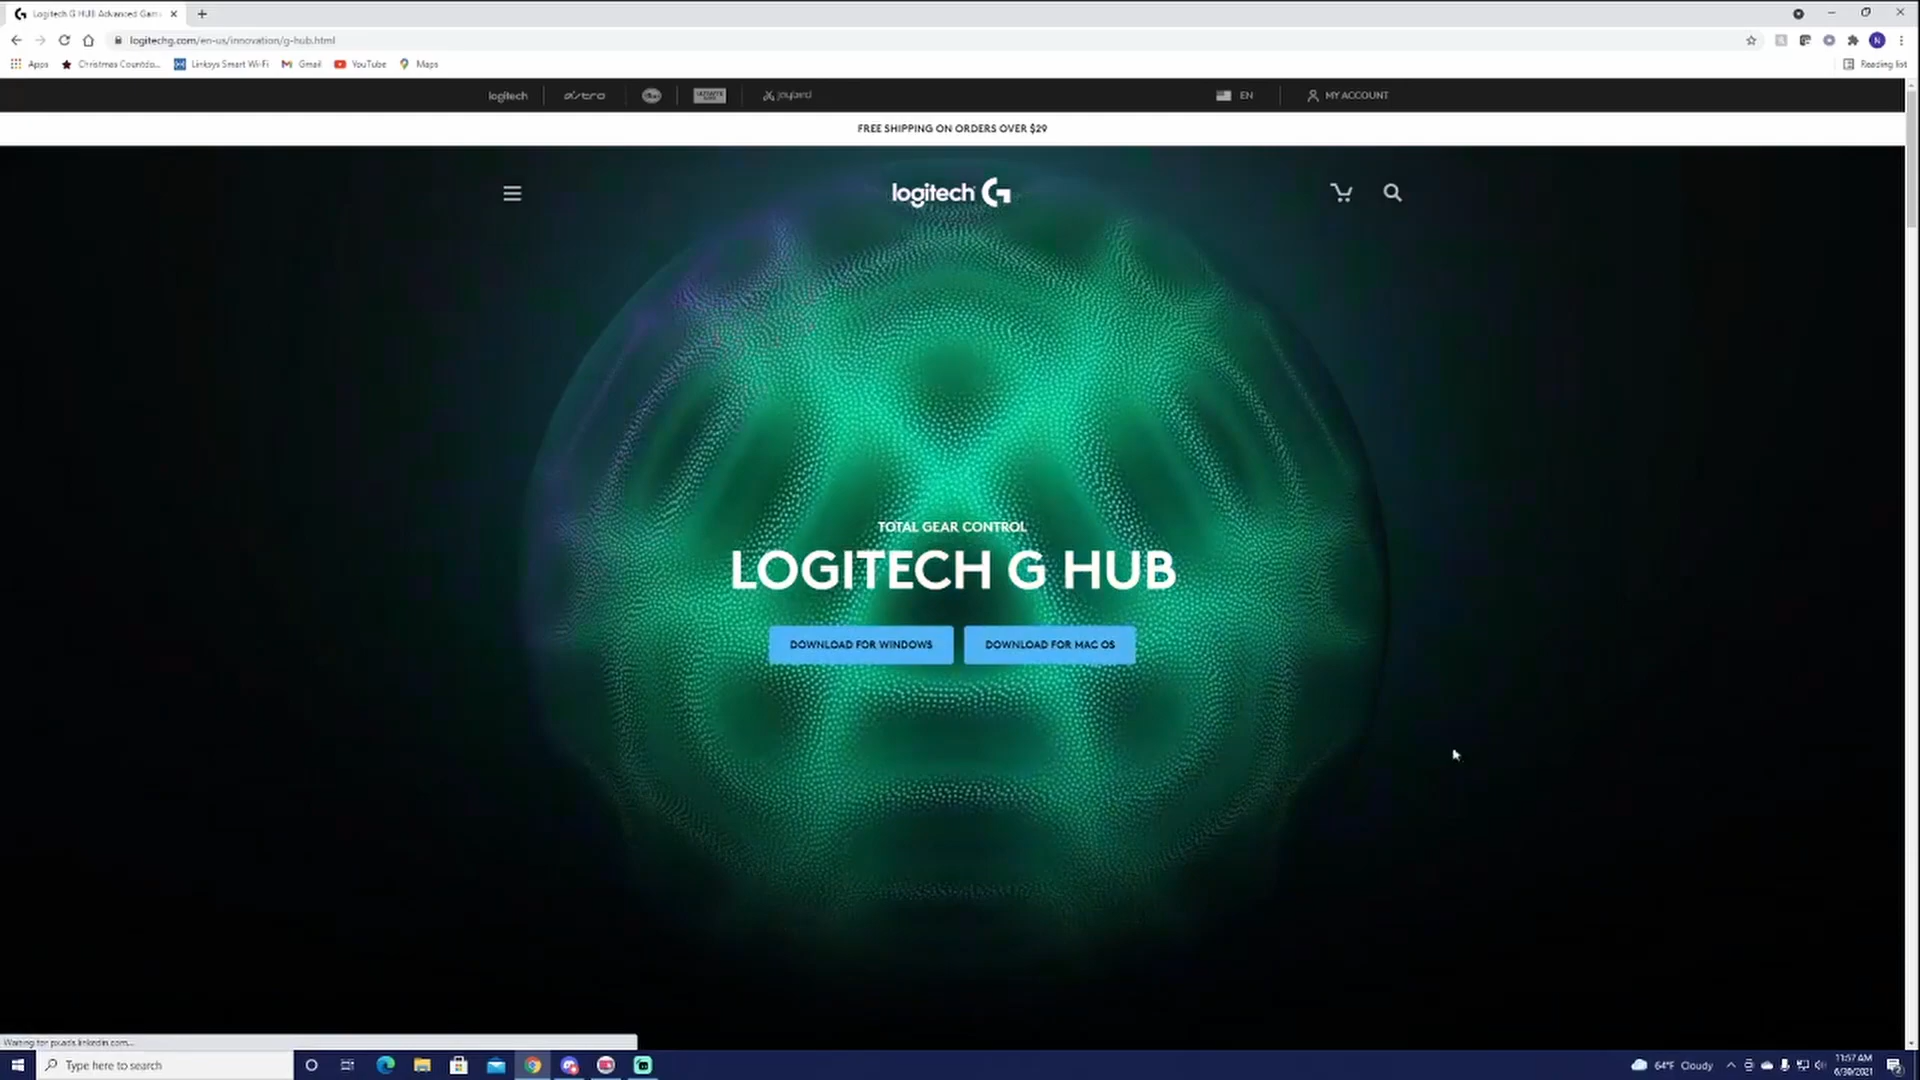 Logitech G HUB Advanced Gam
logitechg.com/en-us/innovation/g-hub.html
Apps
Christmas Countdo...
Linksys Smart Wi-Fi
Gmail
YouTube
Maps
Reading list
logitech
ASTRO
Blue
jaybird
EN
MY ACCOUNT
FREE SHIPPING ON ORDERS OVER $29
logitech G
TOTAL GEAR CONTROL
LOGITECH G HUB
DOWNLOAD FOR WINDOWS
DOWNLOAD FOR MAC OS
Waiting for px.ads.linkedin.com...
Type here to search
64°F Cloudy
11:57 AM
6/30/2021